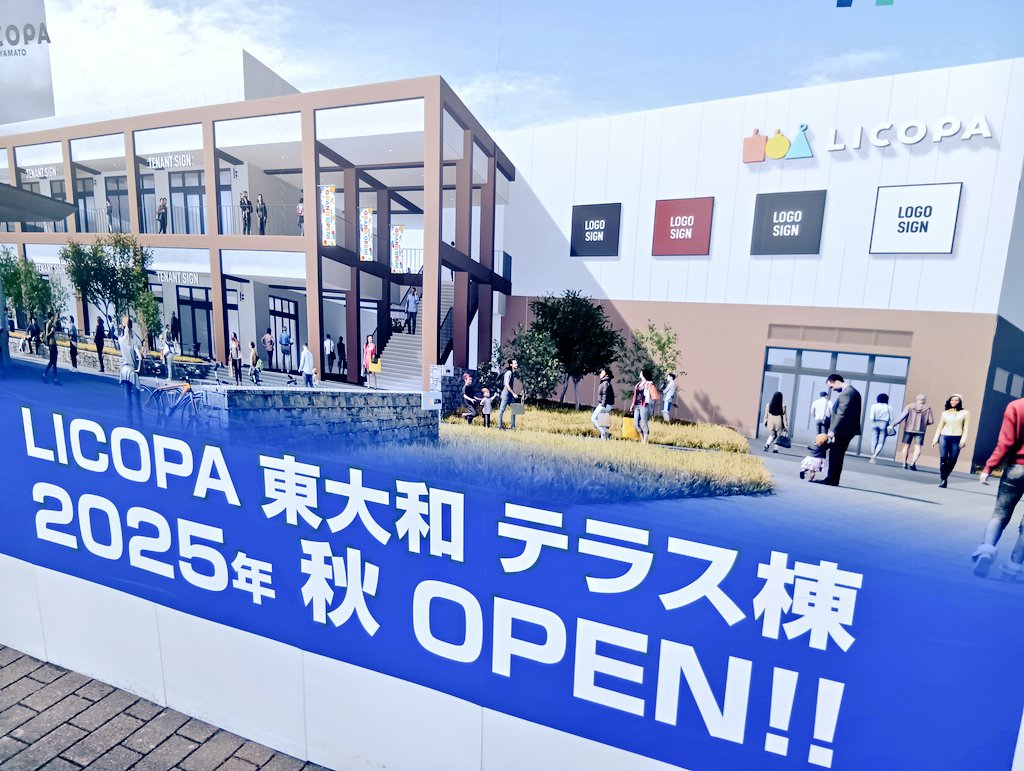 COPA
YAMATO
LICOPA
TENANT SIGN
TENANT SIGN
LOGO
SIGN
LOGO
SIGN
LOGO
SIGN
LOGO
SIGN
TENANT SIGN
LICOPA 東大和 テラス棟
2025年 秋 OPEN!!